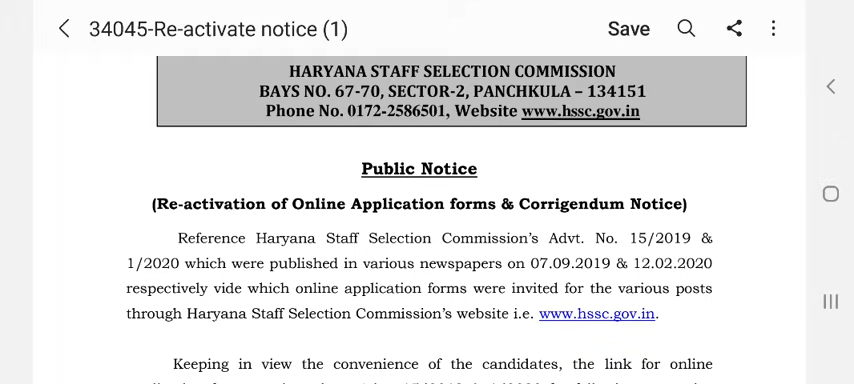 34045-Re-activate notice (1)
Save
HARYANA STAFF SELECTION COMMISSION
BAYS NO. 67-70, SECTOR-2, PANCHKULA – 134151
Phone No. 0172-2586501, Website www.hssc.gov.in
Public Notice
(Re-activation of Online Application forms & Corrigendum Notice)
Reference Haryana Staff Selection Commission's Advt. No. 15/2019 &
1/2020 which were published in various newspapers on 07.09.2019 & 12.02.2020
respectively vide which online application forms were invited for the various posts
through Haryana Staff Selection Commission's website i.e. www.hssc.gov.in.
Keeping in view the convenience of the candidates, the link for online